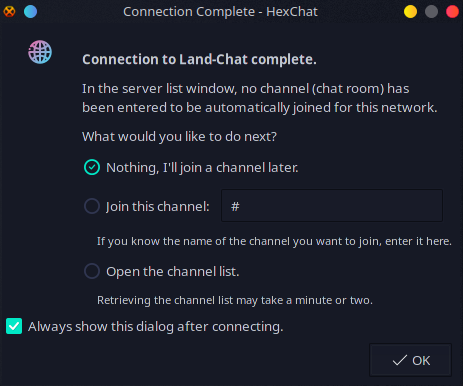 Connection Complete - HexChat
Connection to Land-Chat complete.
In the server list window, no channel (chat room) has
been entered to be automatically joined for this network.
What would you like to do next?
Nothing, I'll join a channel later.
Join this channel: #
If you know the name of the channel you want to join, enter it here.
Open the channel list.
Retrieving the channel list may take a minute or two.
Always show this dialog after connecting.
OK